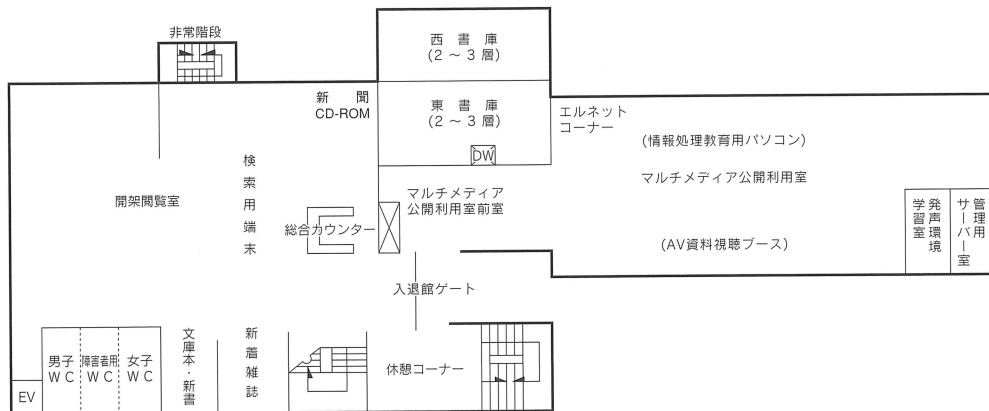 非常階段
西書庫
(2～3層)
新聞
CD-ROM
東書庫
(2～3層)
DW
エルネット
コーナー
(情報処理教育用パソコン)
マルチメディア公開利用室
(AV資料視聴ブース)
発声環境
学習室
管理用
サーバー室
開架閲覧室
検索用端末
総合カウンター
マルチメディア
公開利用室前室
入退館ゲート
男子
WC
障害者用
WC
女子
WC
文庫本・新書
新着雑誌
休憩コーナー
EV